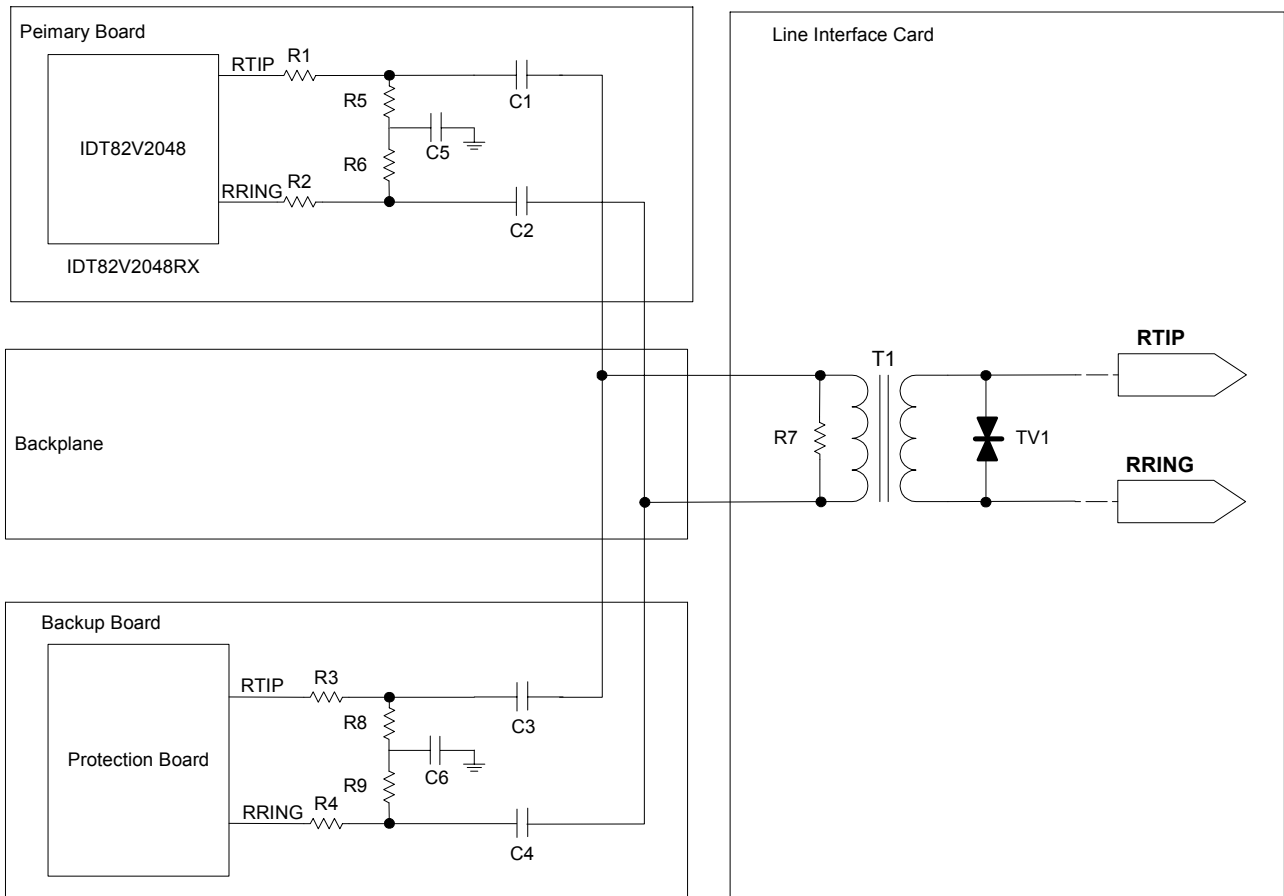 Peimary Board
RTIP
R1
R5
C1
C5
IDT82V2048
R6
RRING
R2
C2
IDT82V2048RX
Backplane
Backup Board
RTIP
R3
R8
C3
C6
Protection Board
R9
RRING
R4
C4
Line Interface Card
T1
R7
TV1
RTIP
RRING